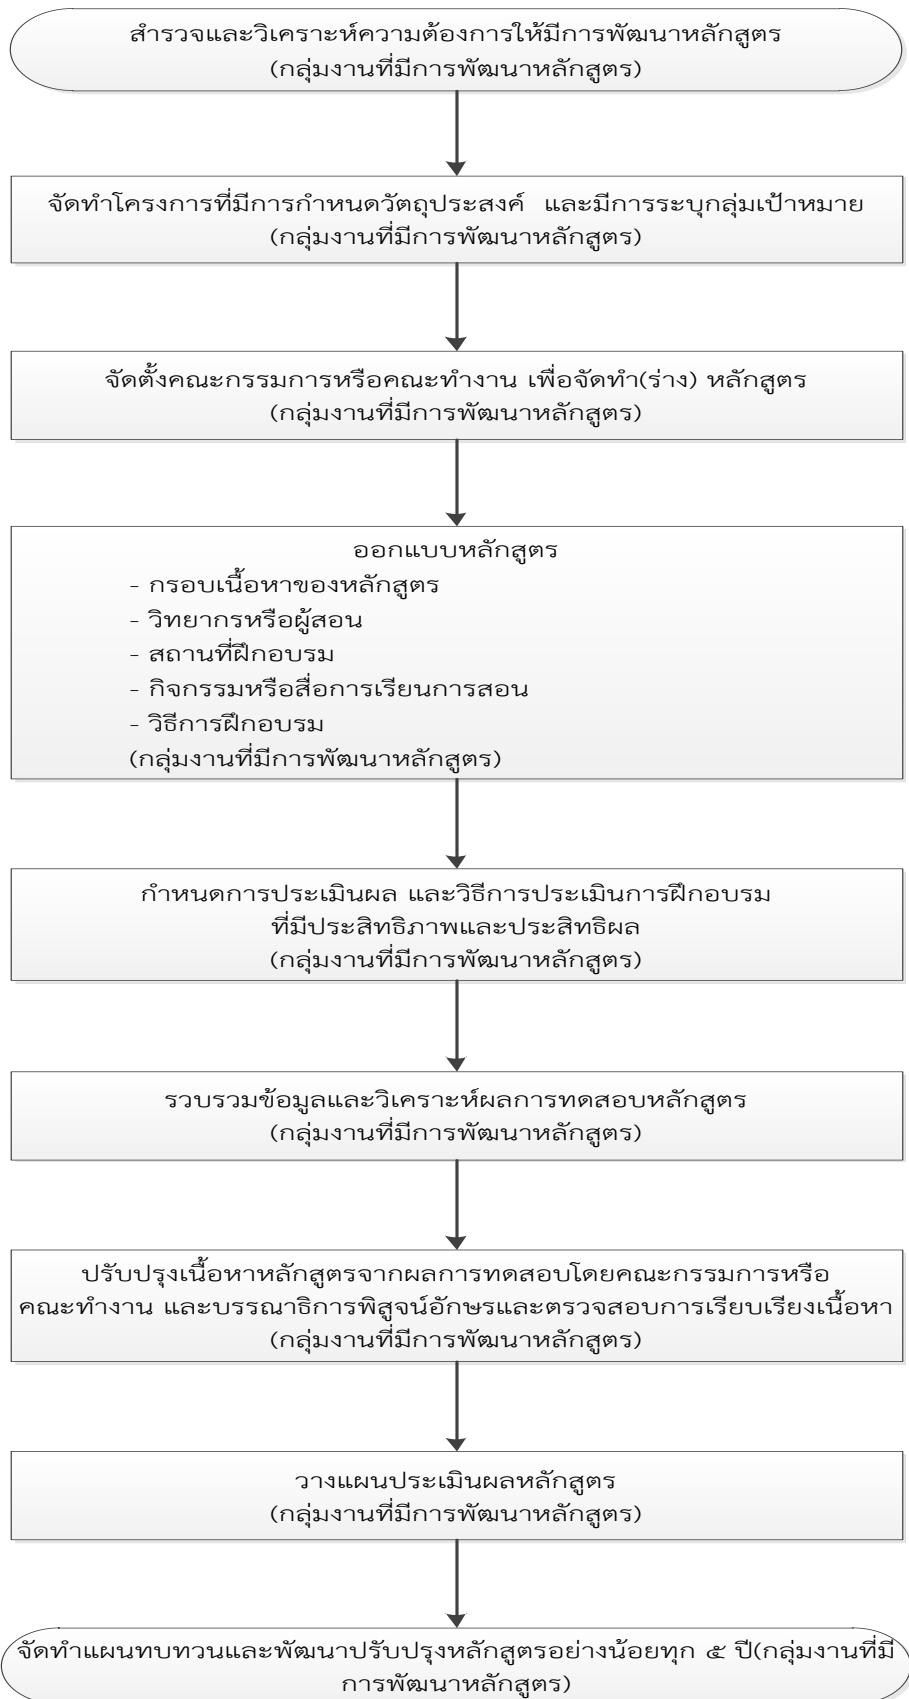 สำรวจและวิเคราะห์ความต้องการให้มีการพัฒนาหลักสูตร
(กลุ่มงานที่มีการพัฒนาหลักสูตร)
จัดทำโครงการที่มีการกำหนดวัตถุประสงค์ และมีการระบุกลุ่มเป้าหมาย
(กลุ่มงานที่มีการพัฒนาหลักสูตร)
จัดตั้งคณะกรรมการหรือคณะทำงาน เพื่อจัดทำ(ร่าง) หลักสูตร
(กลุ่มงานที่มีการพัฒนาหลักสูตร)
ออกแบบหลักสูตร
- กรอบเนื้อหาของหลักสูตร
- วิทยากรหรือผู้สอน
- สถานที่ฝึกอบรม
- กิจกรรมหรือสื่อการเรียนการสอน
- วิธีการฝึกอบรม
(กลุ่มงานที่มีการพัฒนาหลักสูตร)
กำหนดการประเมินผล และวิธีการประเมินการฝึกอบรม
ที่มีประสิทธิภาพและประสิทธิผล
(กลุ่มงานที่มีการพัฒนาหลักสูตร)
รวบรวมข้อมูลและวิเคราะห์ผลการทดสอบหลักสูตร
(กลุ่มงานที่มีการพัฒนาหลักสูตร)
ปรับปรุงเนื้อหาหลักสูตรจากผลการทดสอบโดยคณะกรรมการหรือ
คณะทำงาน และบรรณาธิการพิสูจน์อักษรและตรวจสอบการเรียบเรียงเนื้อหา
(กลุ่มงานที่มีการพัฒนาหลักสูตร)
วางแผนประเมินผลหลักสูตร
(กลุ่มงานที่มีการพัฒนาหลักสูตร)
จัดทำแผนทบทวนและพัฒนาปรับปรุงหลักสูตรอย่างน้อยทุก ๕ ปี(กลุ่มงานที่มี
การพัฒนาหลักสูตร)